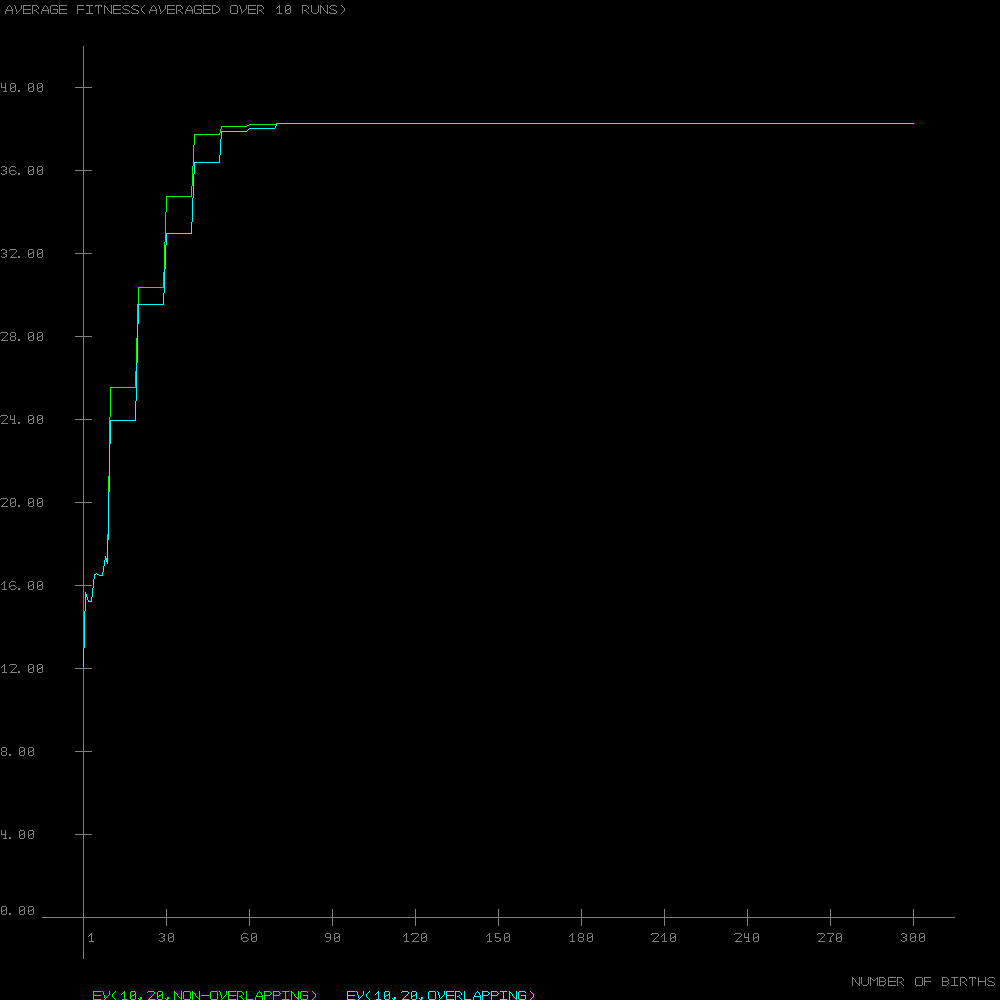 AVERAGE FITNESS(AVERAGED OVER 10 RUNS)
40.00
36.00
32.00
28.00
24.00
20.00
16.00
12.00
8.00
4.00
0.00
1 30 60 90 120 150 180 210 240 270 300
NUMBER OF BIRTHS
EV(10,20,NON-OVERLAPPING) EV(10,20,OVERLAPPING)